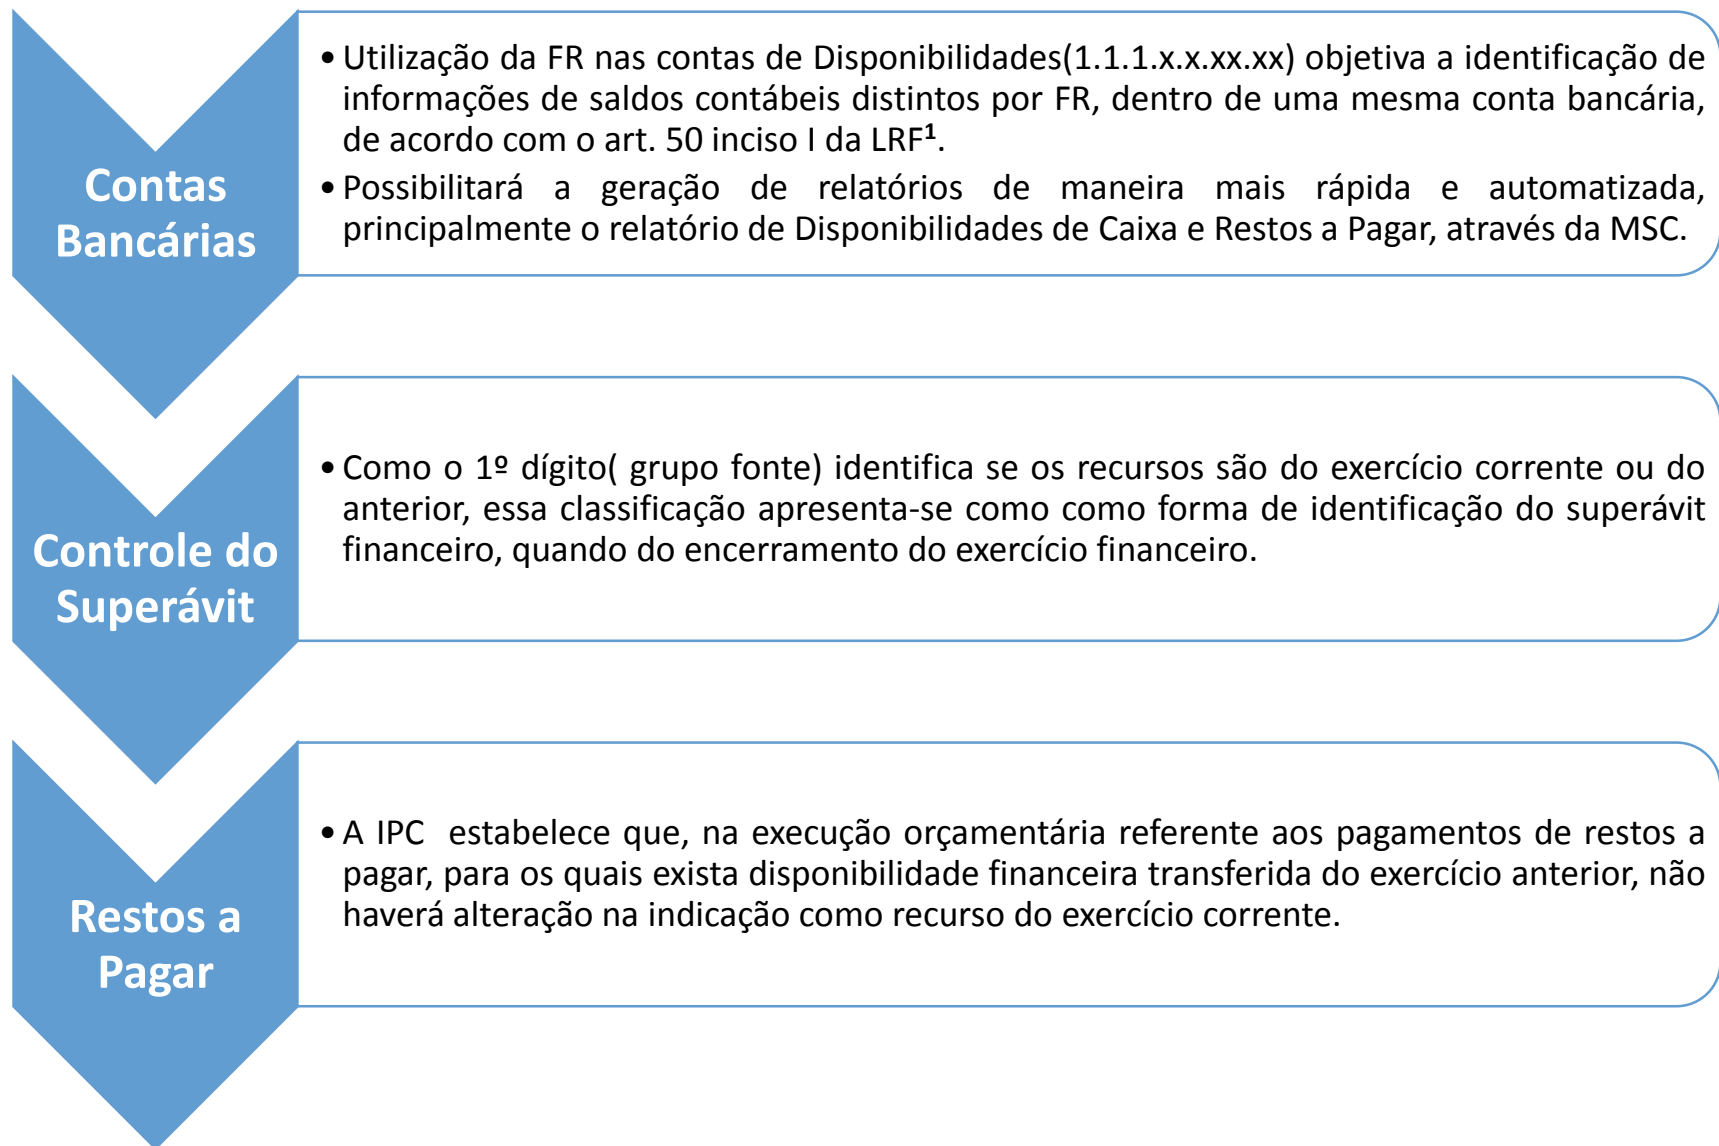 Contas
Bancárias
• Utilização da FR nas contas de Disponibilidades(1.1.1.x.x.xx.xx) objetiva a identificação de
informações de saldos contábeis distintos por FR, dentro de uma mesma conta bancária,
de acordo com o art. 50 inciso I da LRF¹.
• Possibilitará a geração de relatórios de maneira mais rápida e automatizada,
principalmente o relatório de Disponibilidades de Caixa e Restos a Pagar, através da MSC.
Controle do
Superávit
• Como o 1º dígito( grupo fonte) identifica se os recursos são do exercício corrente ou do
anterior, essa classificação apresenta-se como como forma de identificação do superávit
financeiro, quando do encerramento do exercício financeiro.
Restos a
Pagar
• A IPC estabelece que, na execução orçamentária referente aos pagamentos de restos a
pagar, para os quais exista disponibilidade financeira transferida do exercício anterior, não
haverá alteração na indicação como recurso do exercício corrente.